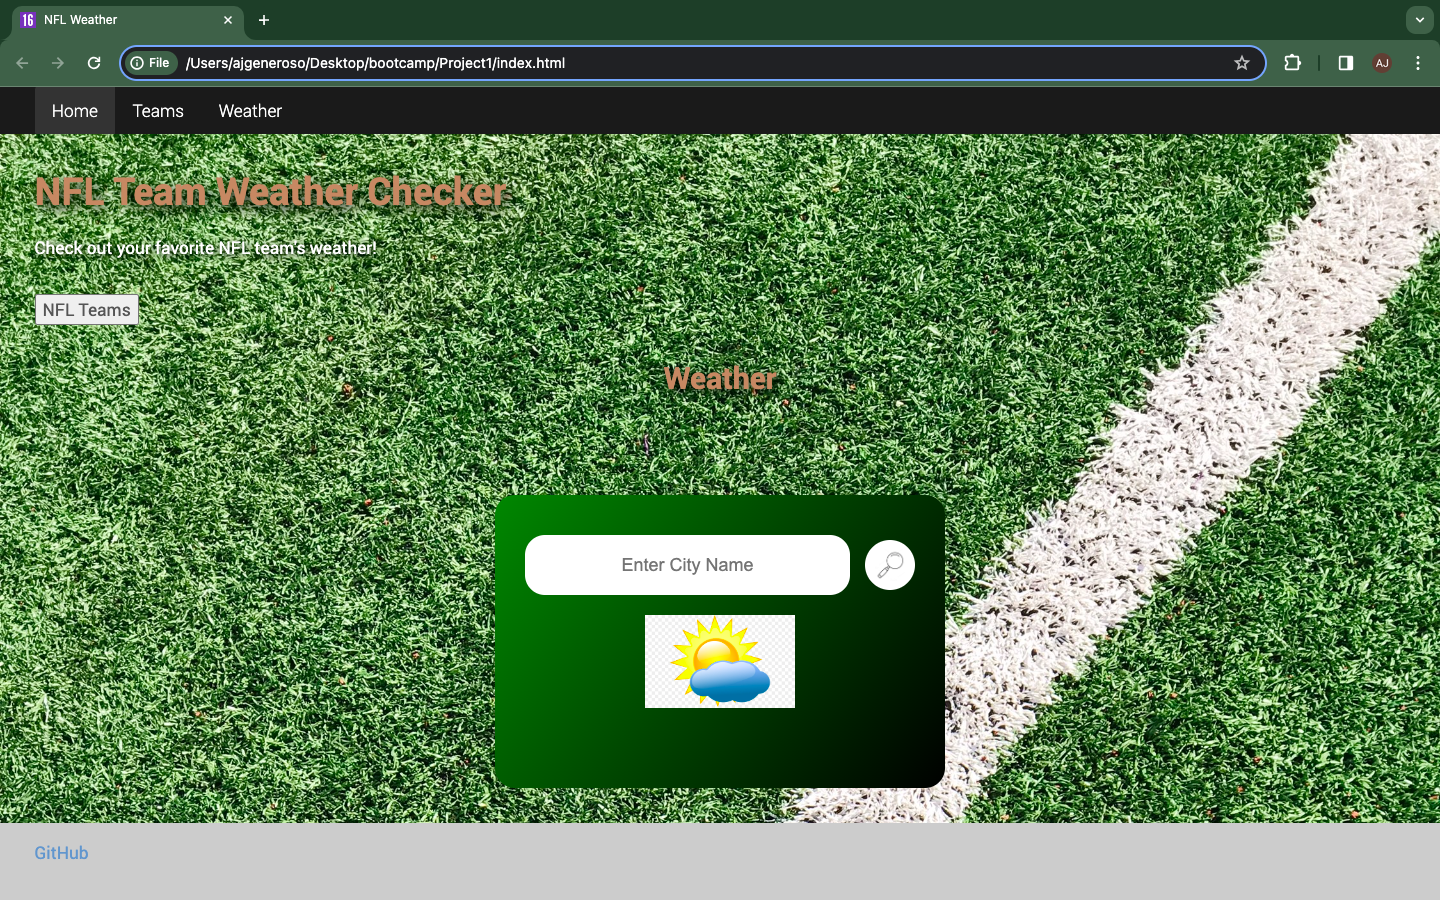 16 NFL Weather
File /Users/ajgeneroso/Desktop/bootcamp/Project1/index.html AJ
Home Teams Weather
NFL Team Weather Checker
Check out your favorite NFL team's weather!
NFL Teams
Weather
Enter City Name
GitHub